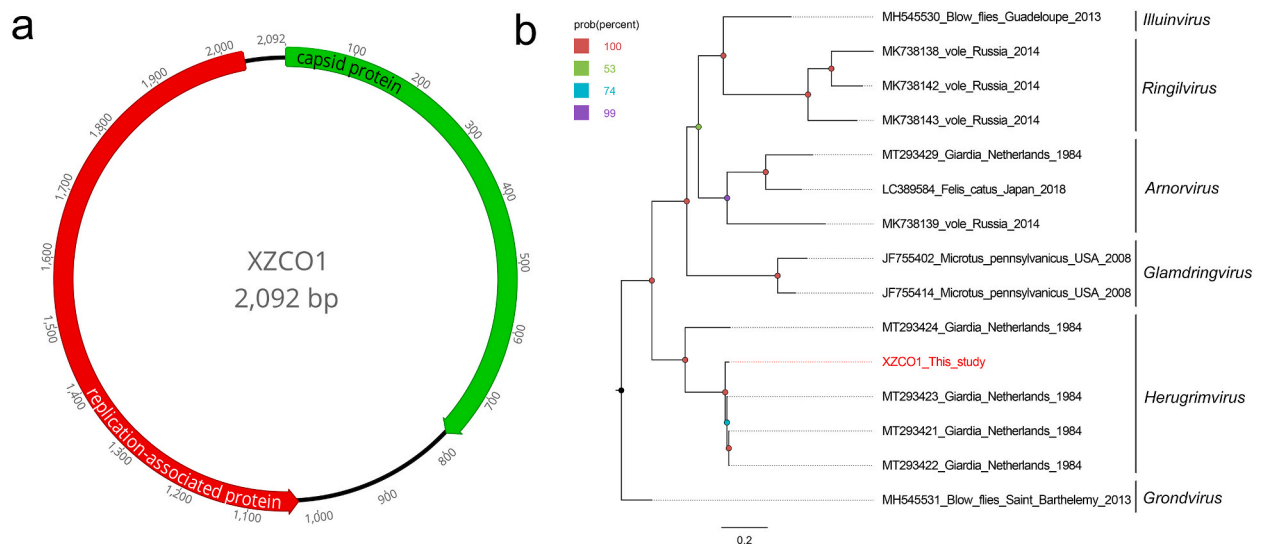 a
2,092
100
200
300
400
500
600
700
800
900
1,000
1,100
1,200
1,300
1,400
1,500
1,600
1,700
1,800
1,900
2,000
capsid protein
replication-associated protein
XZCO1
2,092 bp
b
prob(percent)
100
53
74
99
MH545530_Blow_flies_Guadeloupe_2013
Illuinvirus
MK738138_vole_Russia_2014
MK738142_vole_Russia_2014
Ringilvirus
MK738143_vole_Russia_2014
MT293429_Giardia_Netherlands_1984
LC389584_Felis_catus_Japan_2018
Arnorvirus
MK738139_vole_Russia_2014
JF755402_Microtus_pennsylvanicus_USA_2008
Glamdringvirus
JF755414_Microtus_pennsylvanicus_USA_2008
MT293424_Giardia_Netherlands_1984
XZCO1_This_study
MT293423_Giardia_Netherlands_1984
Herugrimvirus
MT293421_Giardia_Netherlands_1984
MT293422_Giardia_Netherlands_1984
MH545531_Blow_flies_Saint_Barthelemy_2013
Grondvirus
0.2